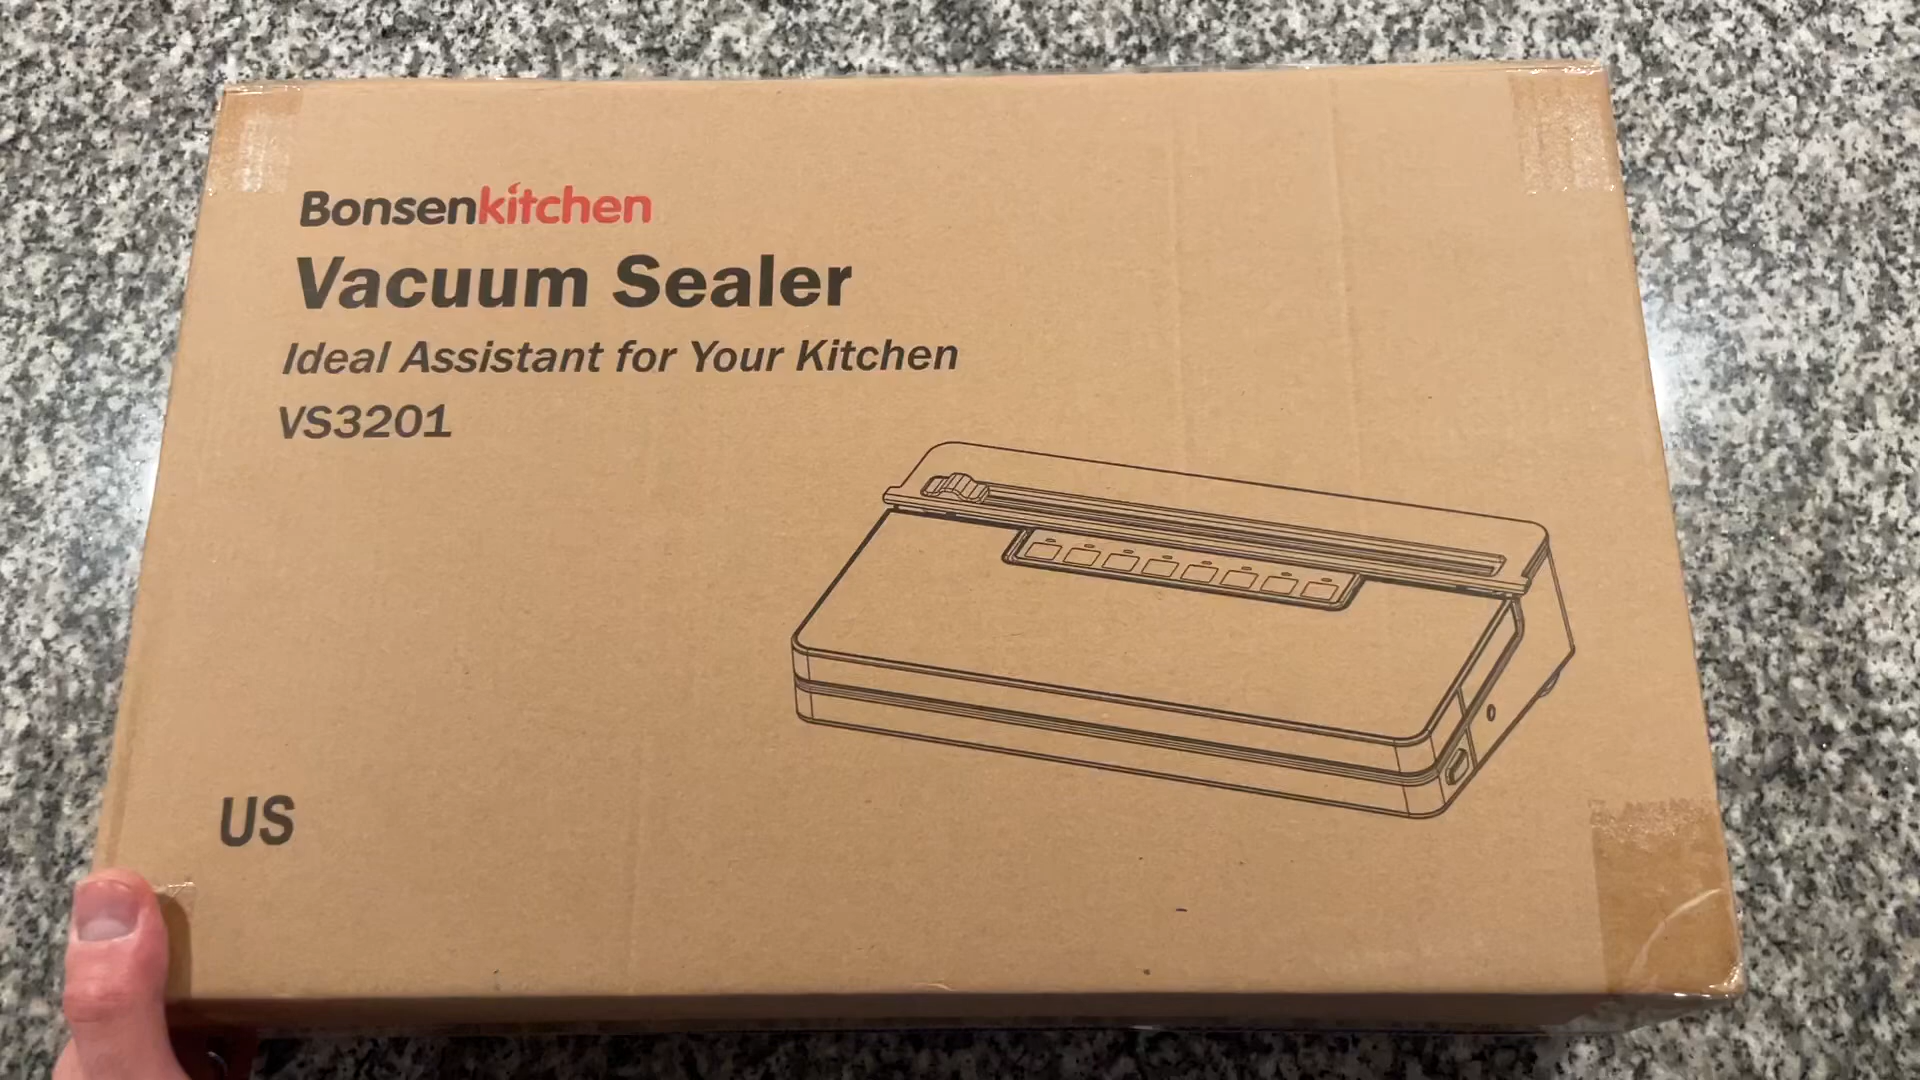 Bonsenkitchen
Vacuum Sealer
Ideal Assistant for Your Kitchen
VS3201
US